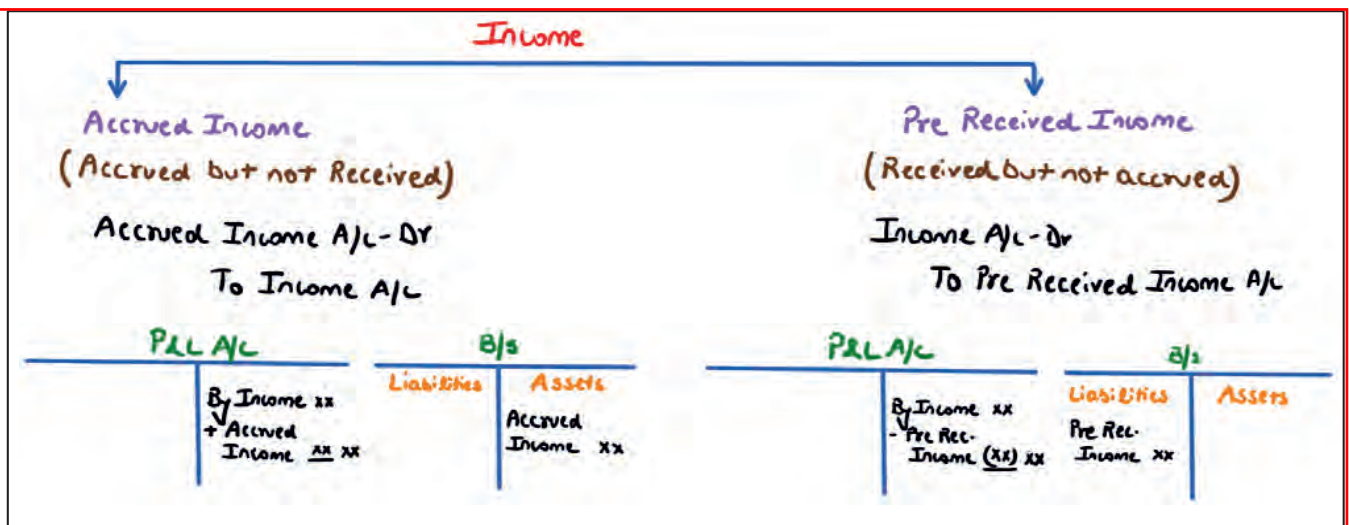 Income
Accrued Income
(Accrued but not Received)
Accrued Income A/c - Dr
To Income A/c
P&L A/c
By Income xx
+ Accrued
Income xx xx
B/s
Liabilities Assets
Accrued
Income xx
Pre Received Income
(Received but not accrued)
Income A/c - Dr
To Pre Received Income A/c
P&L A/c
By Income xx
- Pre Rec.
Income (xx) xx
B/s
Liabilities Assets
Pre Rec.
Income xx